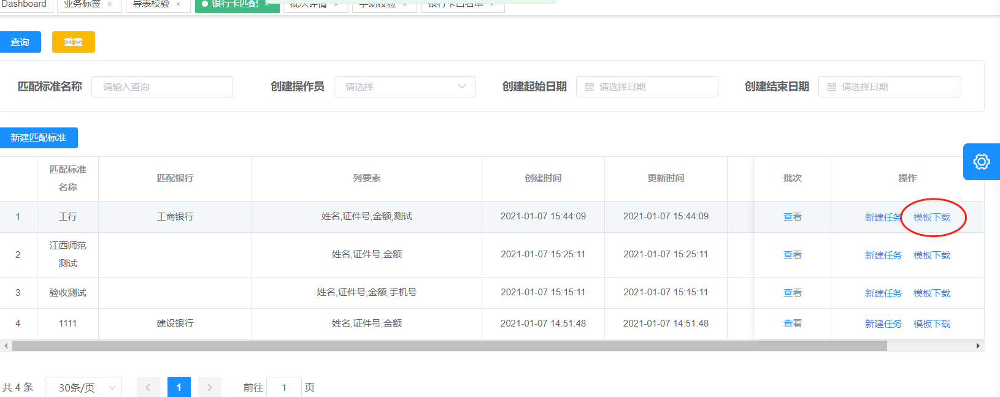 Dashboard 业务标签 × 导表校验 × 银行卡匹配 × 批次详情 × 手动校验 × 银行卡白名单 ×
查询 重置
匹配标准名称 请输入查询 创建操作员 请选择 创建起始日期 请选择日期 创建结束日期 请选择日期
新建匹配标准
匹配标准名称 匹配银行 列要素 创建时间 更新时间 批次 操作
1 工行 工商银行 姓名,证件号,金额,测试 2021-01-07 15:44:09 2021-01-07 15:44:09 查看 新建任务 模板下载
2 江西师范测试 姓名,证件号,金额 2021-01-07 15:25:11 2021-01-07 15:25:11 查看 新建任务 模板下载
3 验收测试 姓名,证件号,金额,手机号 2021-01-07 15:15:11 2021-01-07 15:15:11 查看 新建任务 模板下载
4 1111 建设银行 姓名,证件号,金额 2021-01-07 14:51:48 2021-01-07 14:51:48 查看 新建任务 模板下载
共 4 条 30条/页 1 前往 1 页